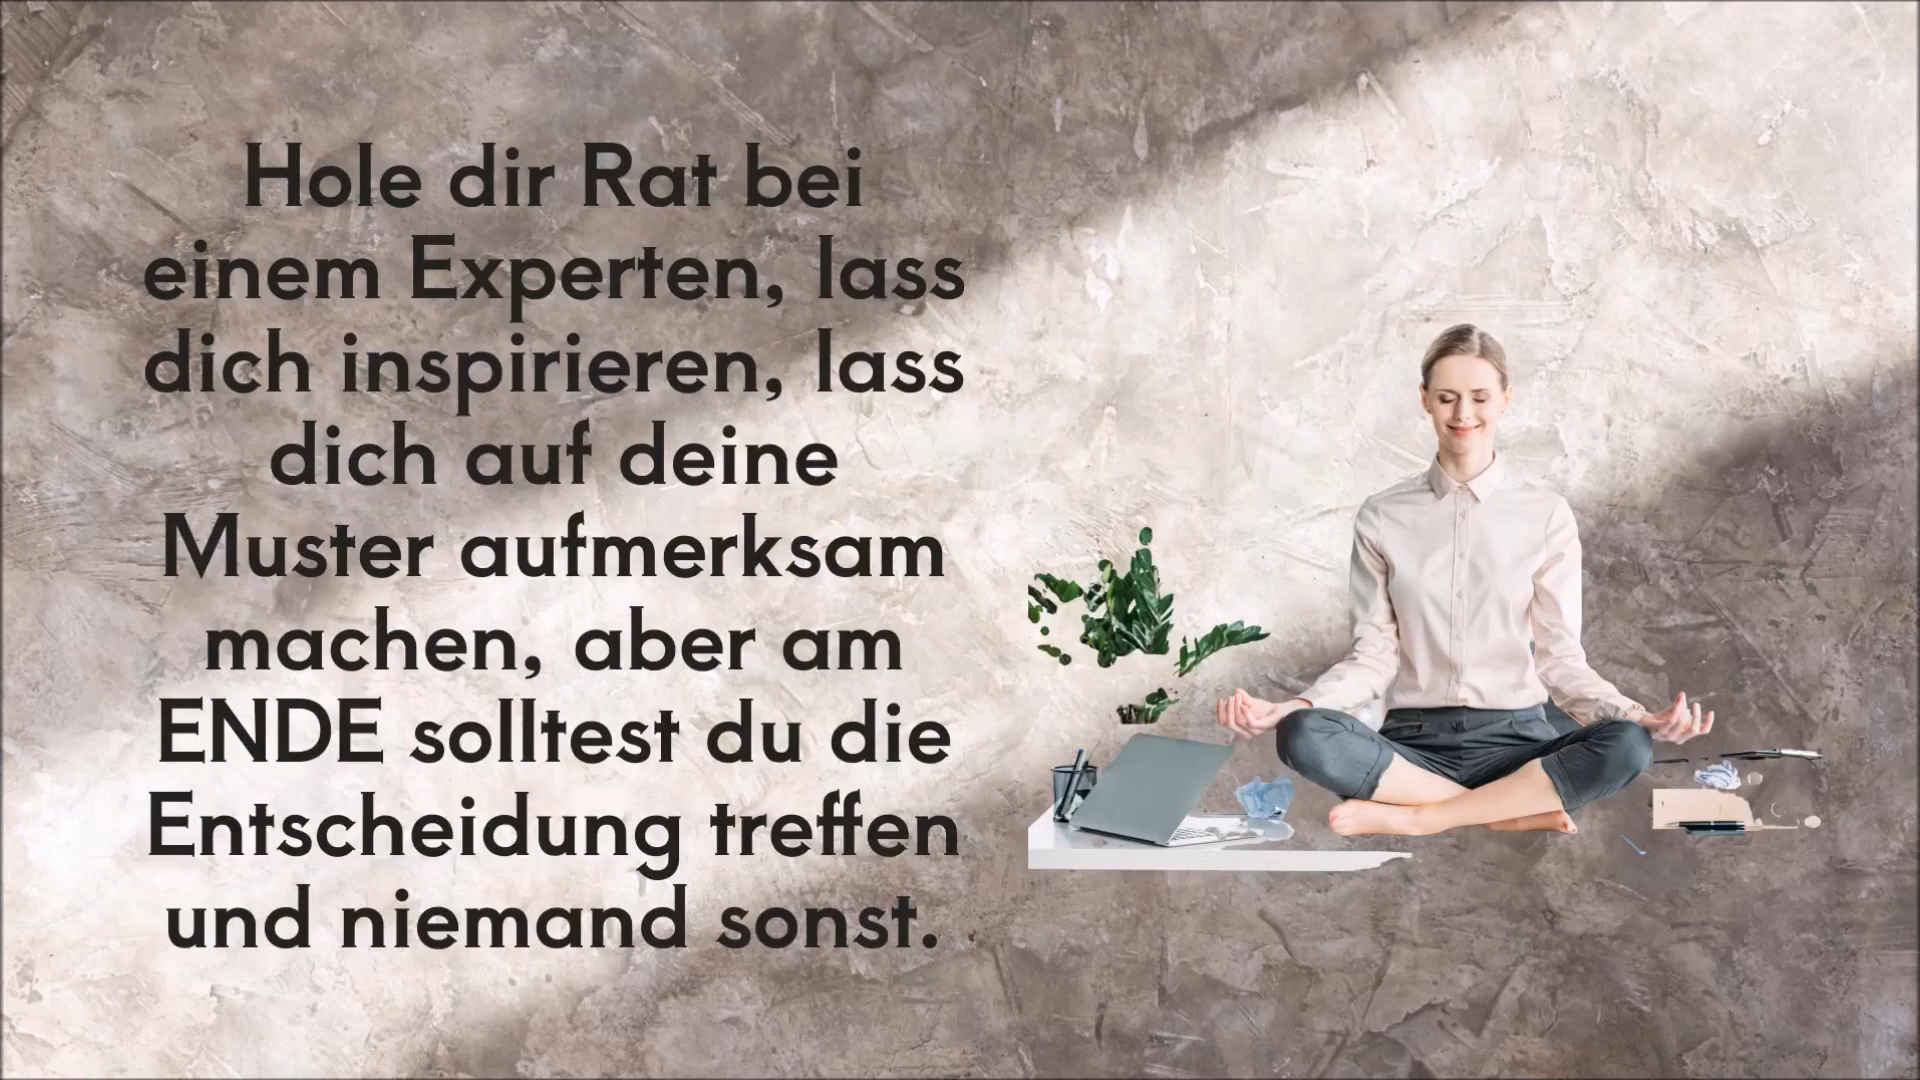 Hole dir Rat bei
einem Experten, lass
dich inspirieren, lass
dich auf deine
Muster aufmerksam
machen, aber am
ENDE solltest du die
Entscheidung treffen
und niemand sonst.